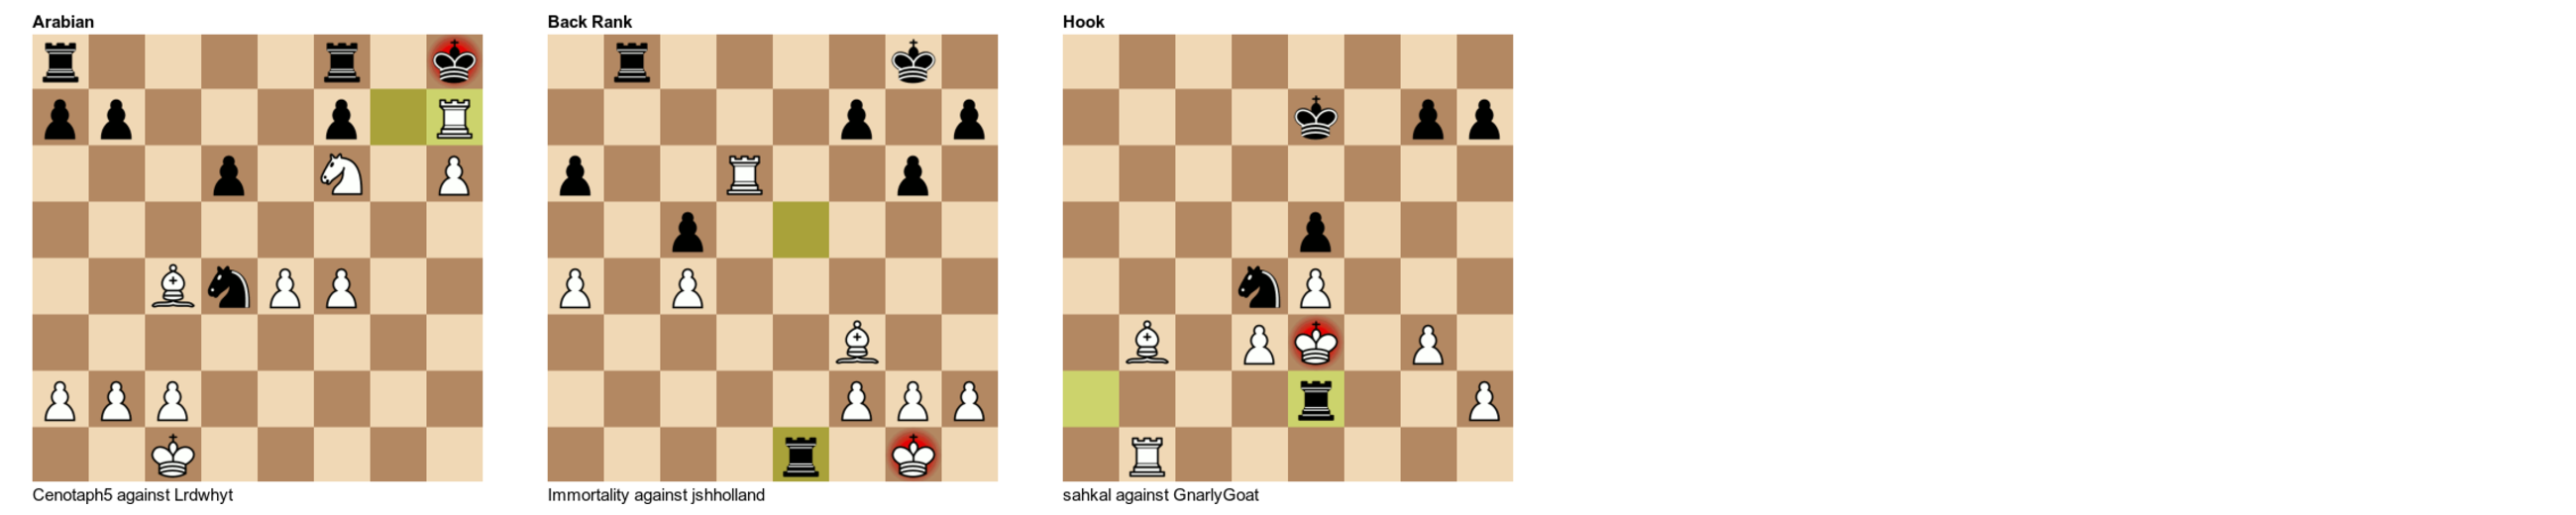 Arabian
Back Rank
Hook
Cenotaph5 against Lrdwhyt
Immortality against jshholland
sahkal against GnarlyGoat